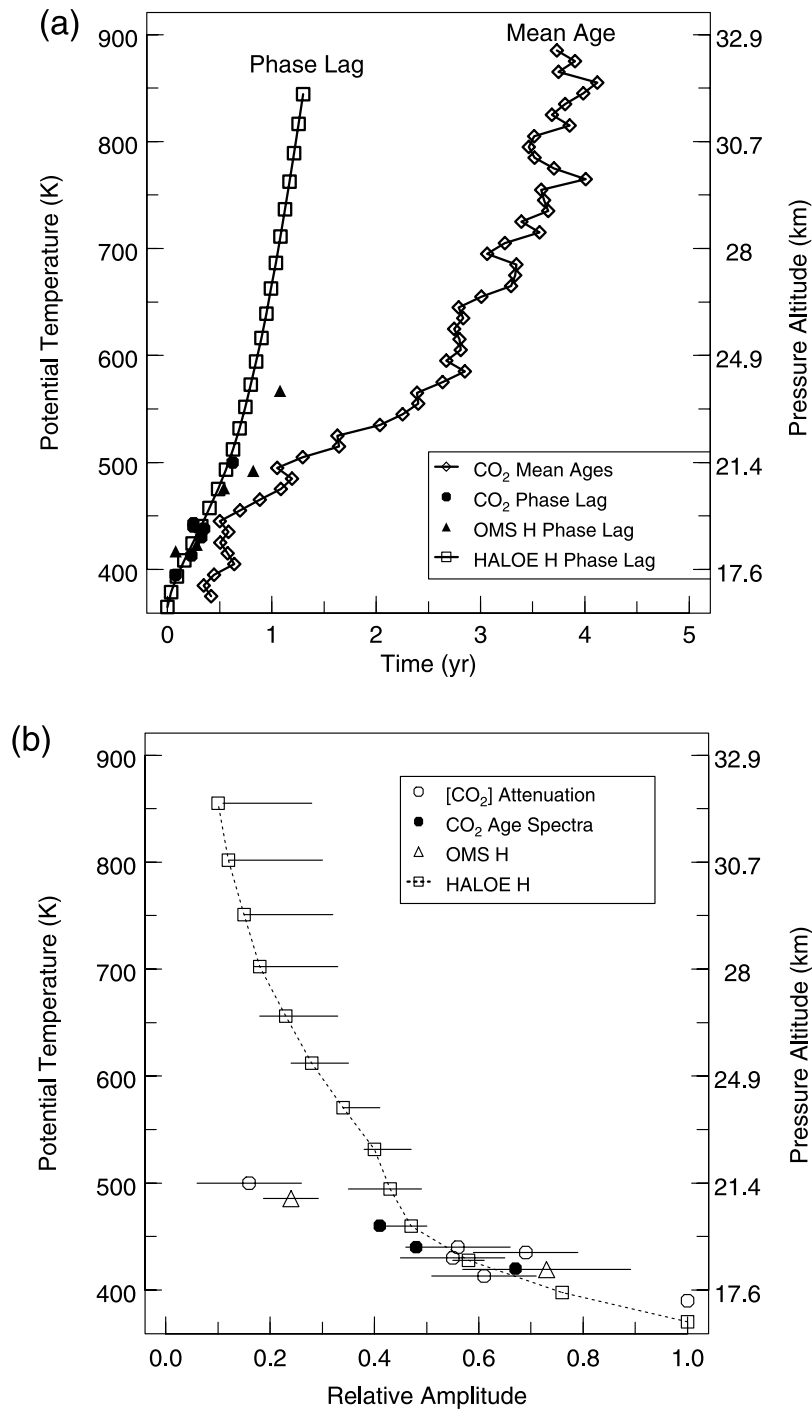 (a)
900
800
700
600
500
400
Potential Temperature (K)
Phase Lag
Mean Age
32.9
30.7
28
24.9
21.4
17.6
Pressure Altitude (km)
CO2 Mean Ages
CO2 Phase Lag
OMS H Phase Lag
HALOE H Phase Lag
0 1 2 3 4 5
Time (yr)
(b)
900
800
700
600
500
400
Potential Temperature (K)
[CO2] Attenuation
CO2 Age Spectra
OMS H
HALOE H
32.9
30.7
28
24.9
21.4
17.6
Pressure Altitude (km)
0.0 0.2 0.4 0.6 0.8 1.0
Relative Amplitude